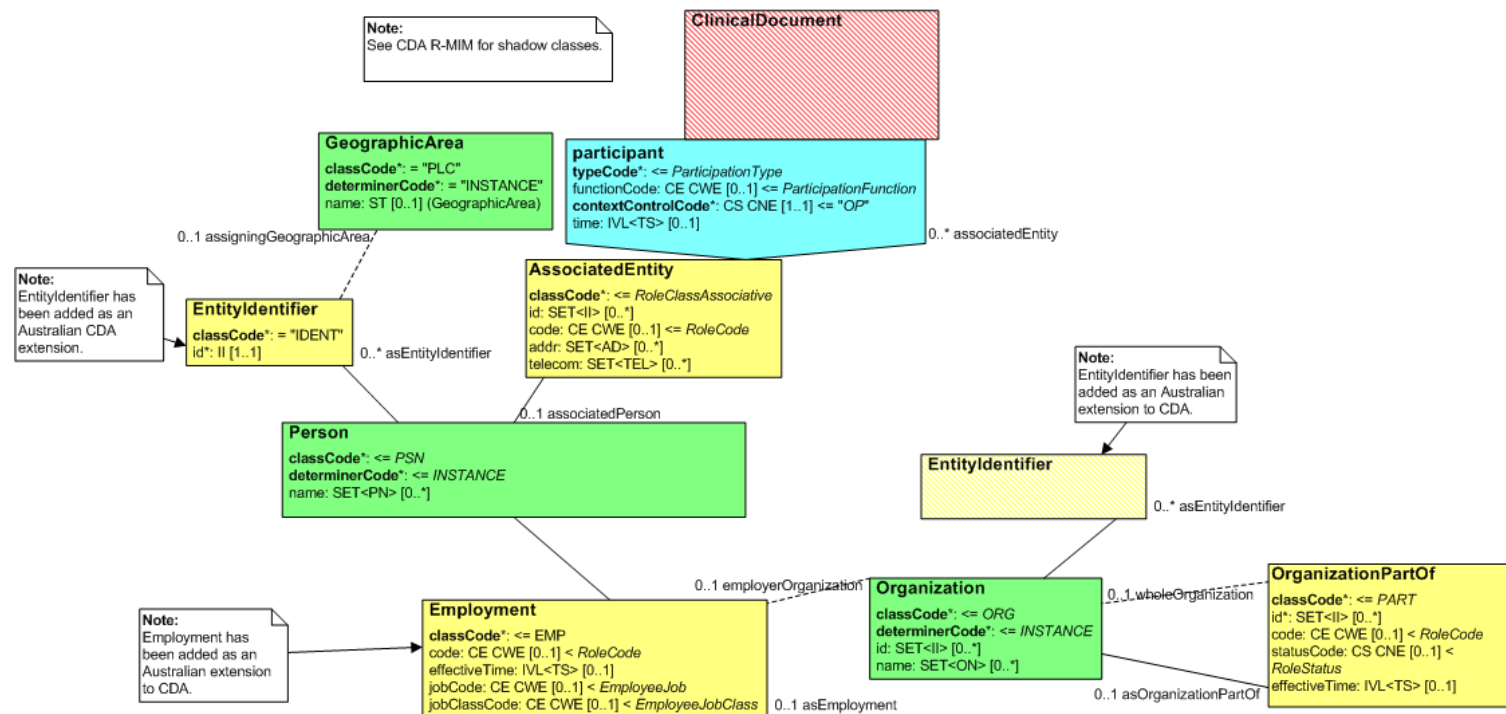 Note:
See CDA R-MIM for shadow classes.
ClinicalDocument
GeographicArea
classCode*: = "PLC"
determinerCode*: = "INSTANCE"
name: ST [0..1] (GeographicArea)
participant
typeCode*: <= ParticipationType
functionCode: CE CWE [0..1] <= ParticipationFunction
contextControlCode*: CS CNE [1..1] <= "OP"
time: IVL<TS> [0..1]
0..1 assigningGeographicArea
0..* associatedEntity
Note:
EntityIdentifier has
been added as an
Australian CDA
extension.
EntityIdentifier
classCode*: = "IDENT"
id*: II [1..1]
0..* asEntityIdentifier
AssociatedEntity
classCode*: <= RoleClassAssociative
id: SET<II> [0..*]
code: CE CWE [0..1] <= RoleCode
addr: SET<AD> [0..*]
telecom: SET<TEL> [0..*]
Note:
EntityIdentifier has been
added as an Australian
extension to CDA.
0..1 associatedPerson
Person
classCode*: <= PSN
determinerCode*: <= INSTANCE
name: SET<PN> [0..*]
EntityIdentifier
0..* asEntityIdentifier
0..1 employerOrganization
Organization
classCode*: <= ORG
determinerCode*: <= INSTANCE
id: SET<II> [0..*]
name: SET<ON> [0..*]
0..1 wholeOrganization
OrganizationPartOf
classCode*: <= PART
id*: SET<II> [0..*]
code: CE CWE [0..1] < RoleCode
statusCode: CS CNE [0..1] <
RoleStatus
effectiveTime: IVL<TS> [0..1]
0..1 asOrganizationPartOf
Note:
Employment has
been added as an
Australian extension
to CDA.
Employment
classCode*: <= EMP
code: CE CWE [0..1] < RoleCode
effectiveTime: IVL<TS> [0..1]
jobCode: CE CWE [0..1] < EmployeeJob
jobClassCode: CE CWE [0..1] < EmployeeJobClass
0..1 asEmployment